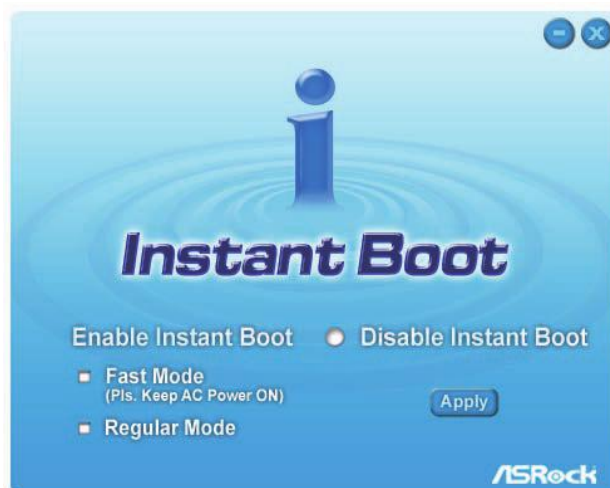 i
Instant Boot
Enable Instant Boot
Disable Instant Boot
Fast Mode
(Pls. Keep AC Power ON)
Regular Mode
Apply
ASRock